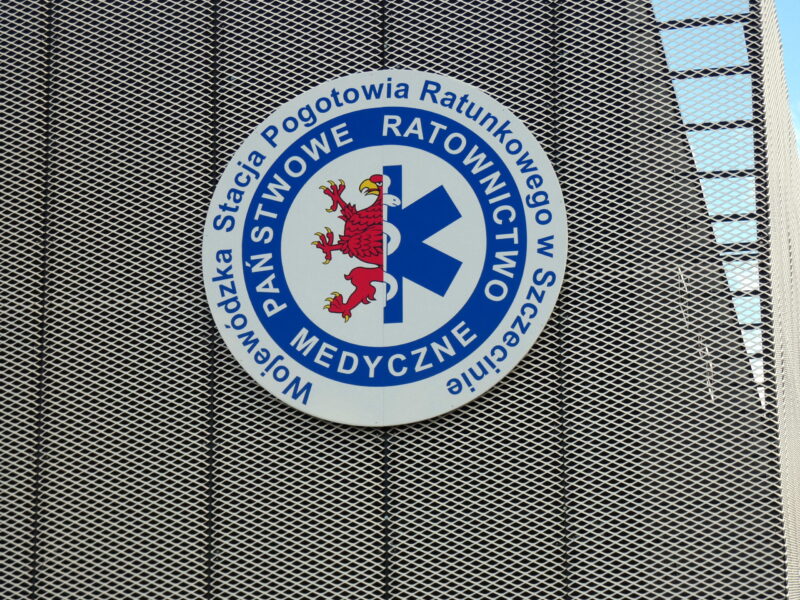 Wojewódzka Stacja Pogotowia Ratunkowego w Szczecinie
PAŃSTWOWE RATOWNICTWO
MEDYCZNE